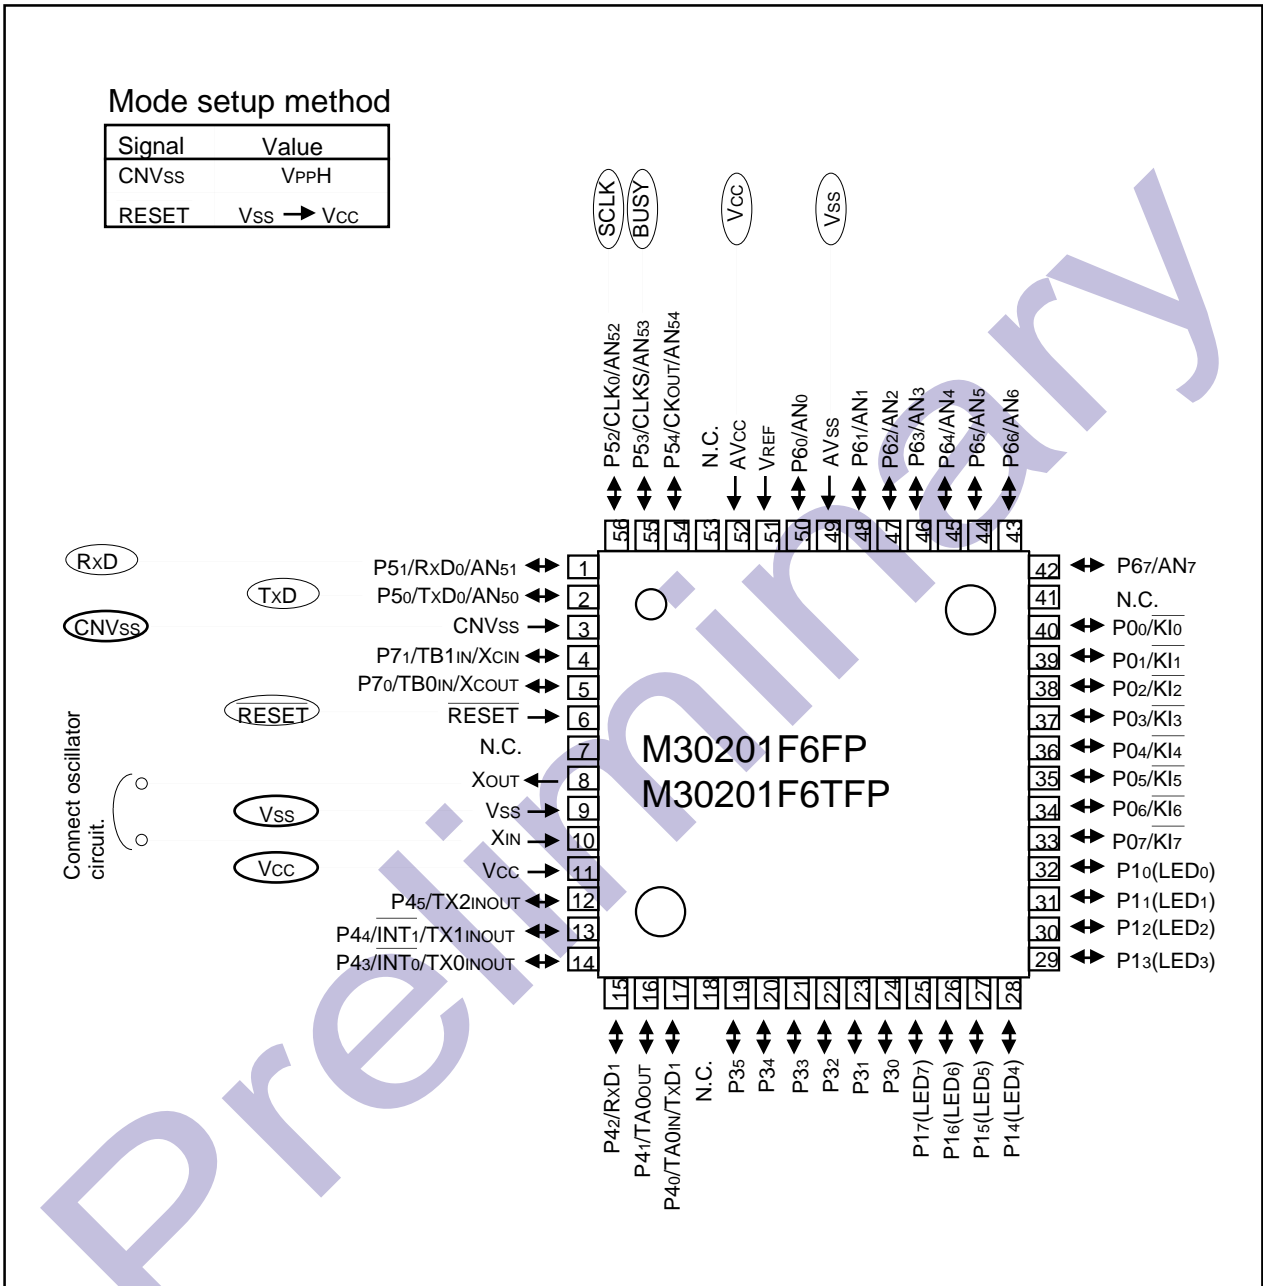 Mode setup method
Signal Value
CNVss VPPH
RESET Vss → Vcc
SCLK
BUSY
Vcc
Vss
P52/CLK0/AN52
P53/CLKS/AN53
P54/CKOUT/AN54
N.C.
AVCC
VREF
P60/AN0
AVSS
P61/AN1
P62/AN2
P63/AN3
P64/AN4
P65/AN5
P66/AN6
56 55 54 53 52 51 50 49 48 47 46 45 44 43
RxD P51/RxD0/AN51 1
TxD P50/TxD0/AN50 2
CNVss CNVss 3
P71/TB1IN/XCIN 4
P70/TB0IN/XCOUT 5
RESET RESET 6
N.C. 7
XOUT 8
Vss Vss 9
XIN 10
Vcc Vcc 11
P45/TX2INOUT 12
P44/INT1/TX1INOUT 13
P43/INT0/TX0INOUT 14
Connect oscillator
circuit.
M30201F6FP
M30201F6TFP
42 P67/AN7
41 N.C.
40 P00/KI0
39 P01/KI1
38 P02/KI2
37 P03/KI3
36 P04/KI4
35 P05/KI5
34 P06/KI6
33 P07/KI7
32 P10(LED0)
31 P11(LED1)
30 P12(LED2)
29 P13(LED3)
15 16 17 18 19 20 21 22 23 24 25 26 27 28
P42/RxD1
P41/TA0OUT
P40/TA0IN/TxD1
N.C.
P35
P34
P33
P32
P31
P30
P17(LED7)
P16(LED6)
P15(LED5)
P14(LED4)
Preliminary